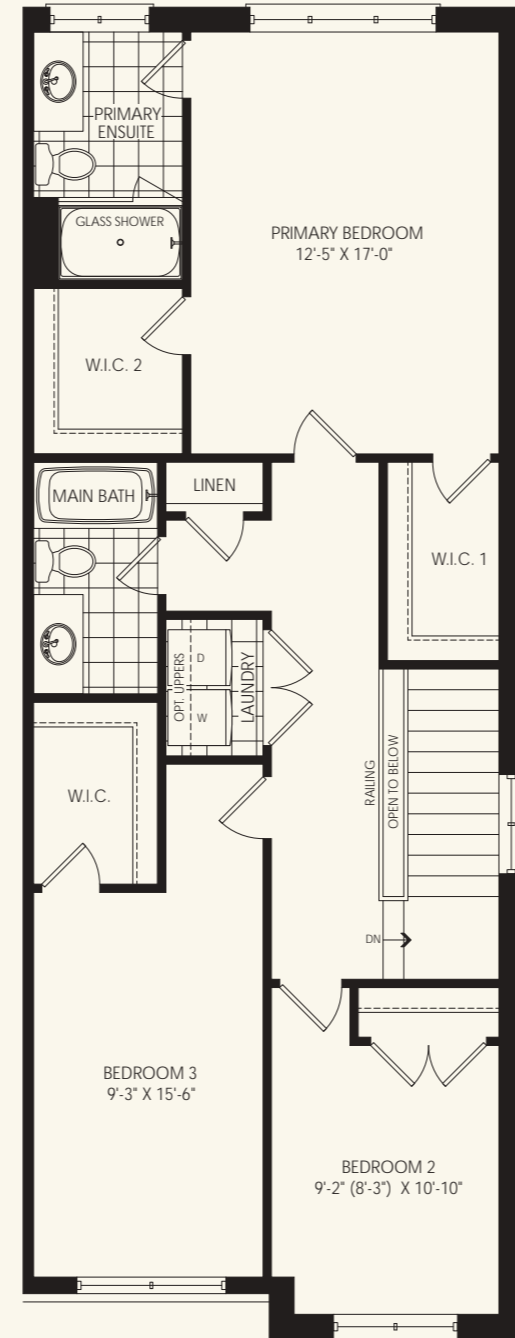 PRIMARY
ENSUITE
GLASS SHOWER
PRIMARY BEDROOM
12'-5" X 17'-0"
W.I.C. 2
MAIN BATH
LINEN
W.I.C. 1
OPT. UPPERS
D
W
LAUNDRY
W.I.C.
RAILING
OPEN TO BELOW
DN
BEDROOM 3
9'-3" X 15'-6"
BEDROOM 2
9'-2" (8'-3") X 10'-10"